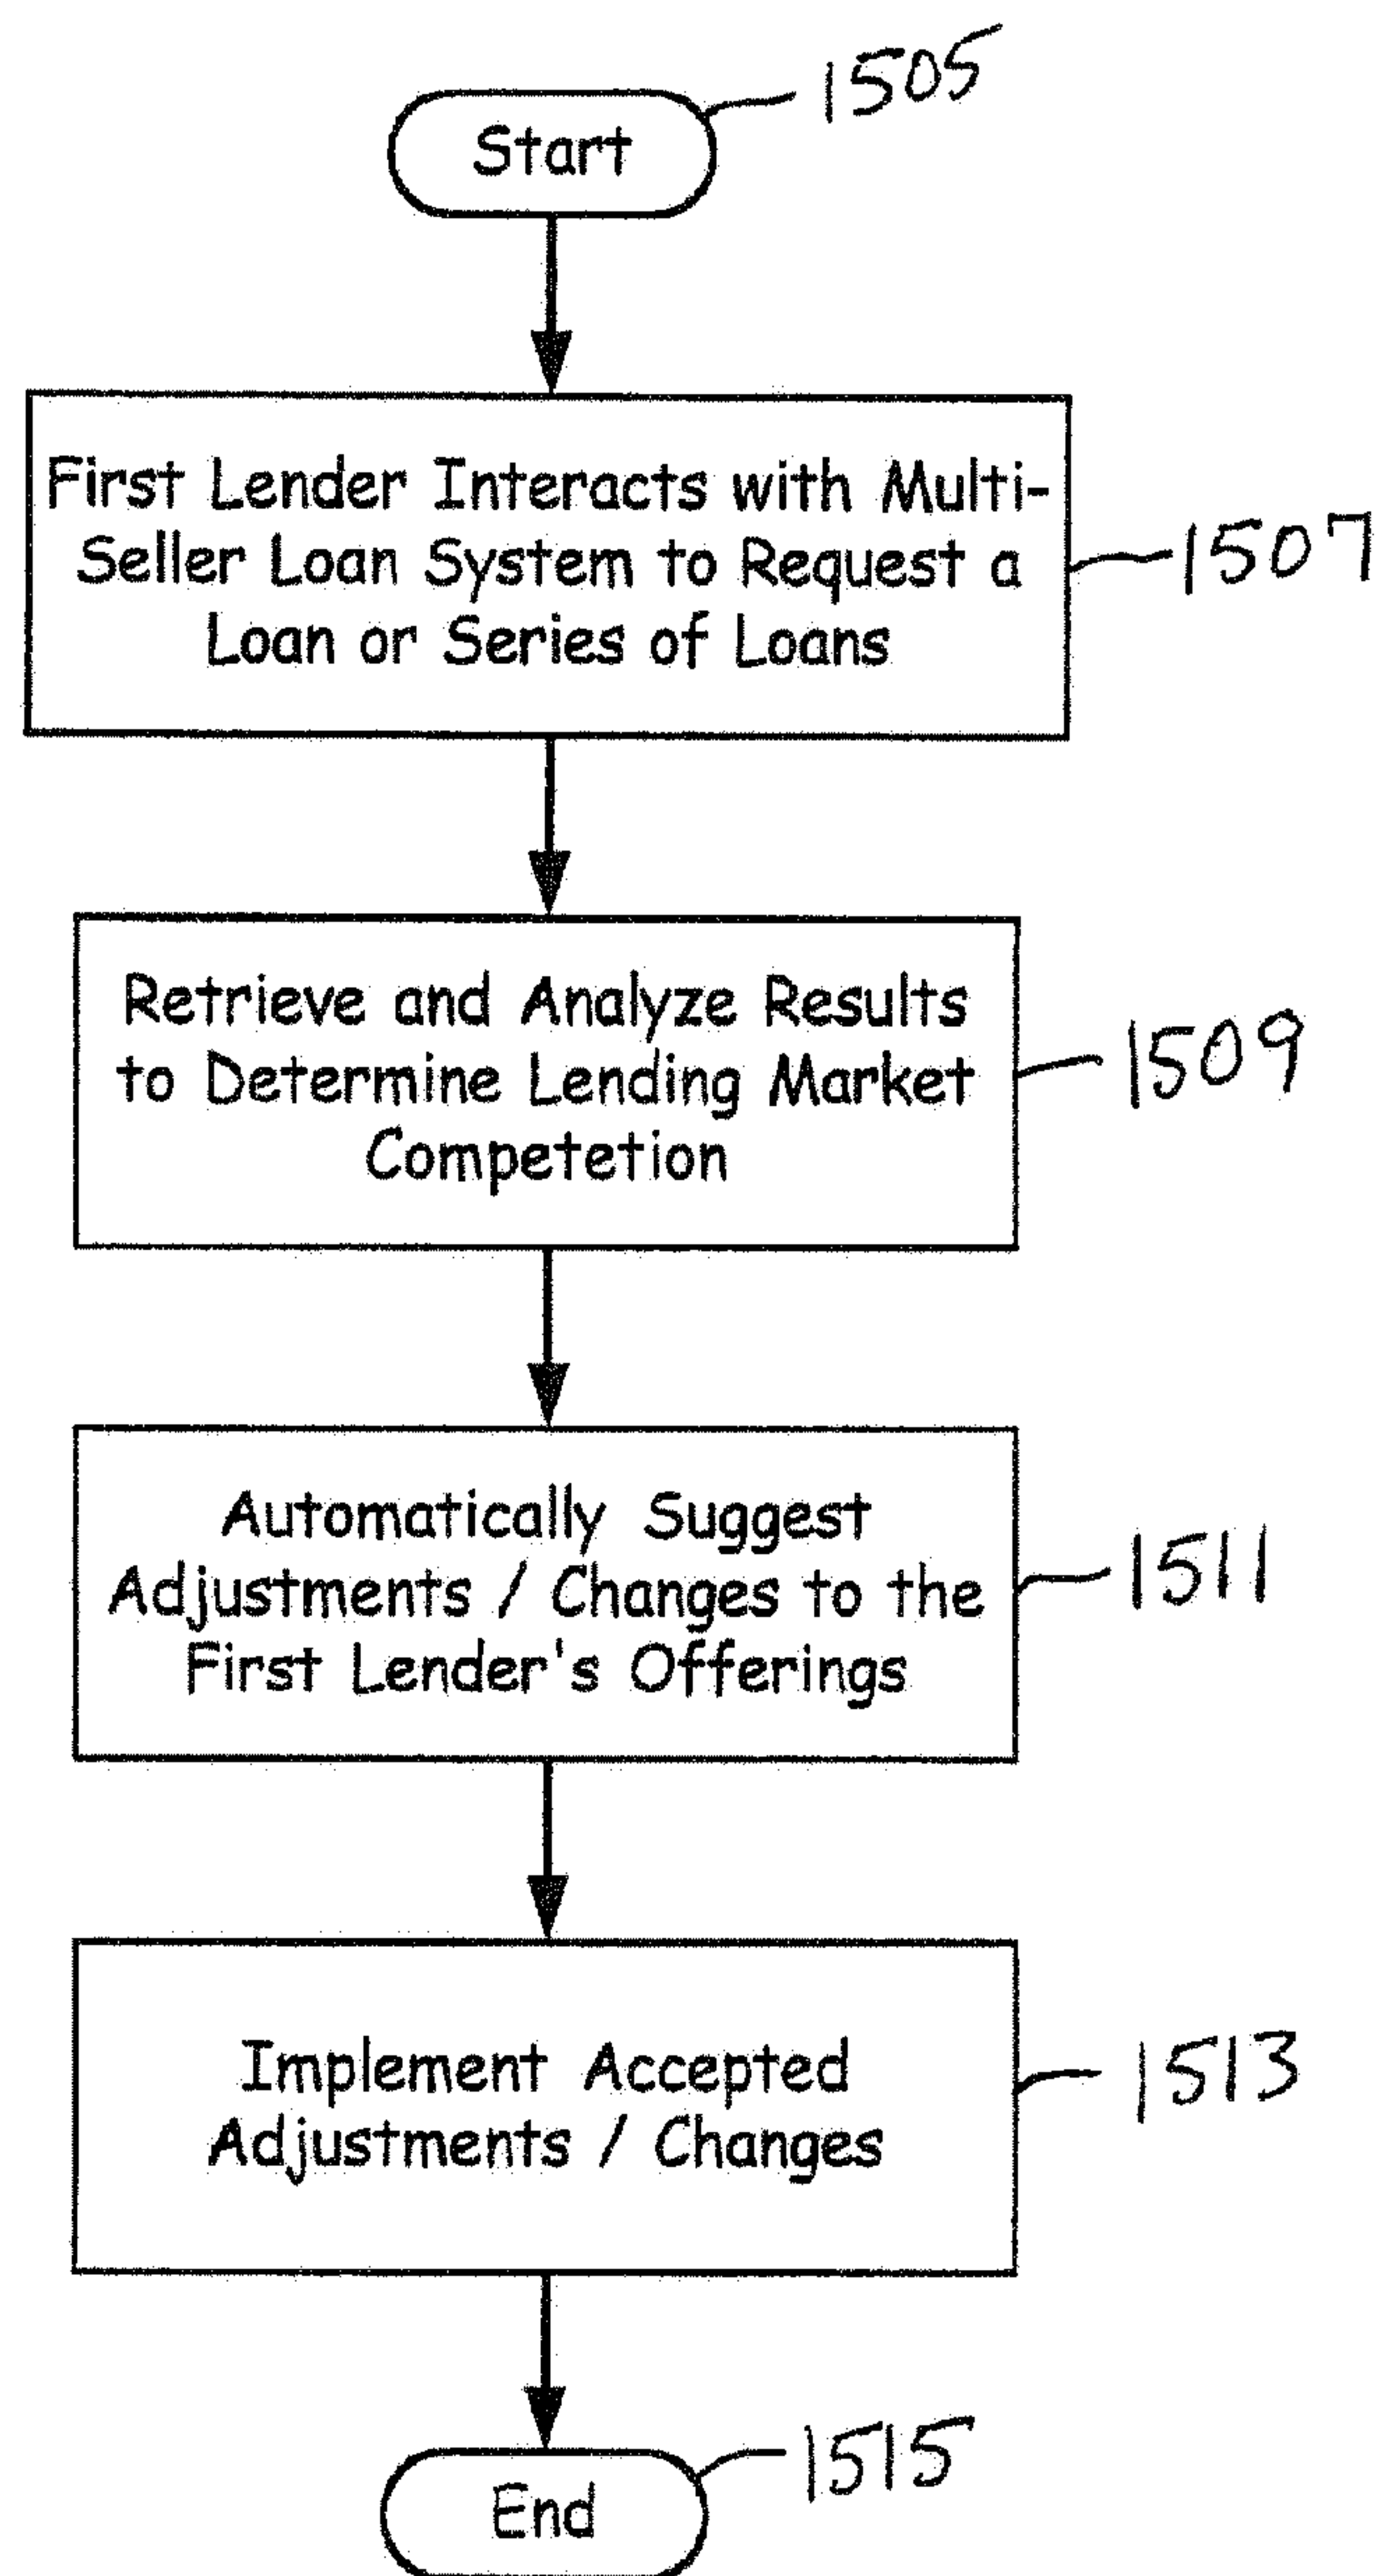 Start
1505
First Lender Interacts with Multi-
Seller Loan System to Request a
Loan or Series of Loans
1507
Retrieve and Analyze Results
to Determine Lending Market
Competetion
1509
Automatically Suggest
Adjustments / Changes to the
First Lender's Offerings
1511
Implement Accepted
Adjustments / Changes
1513
End
1515